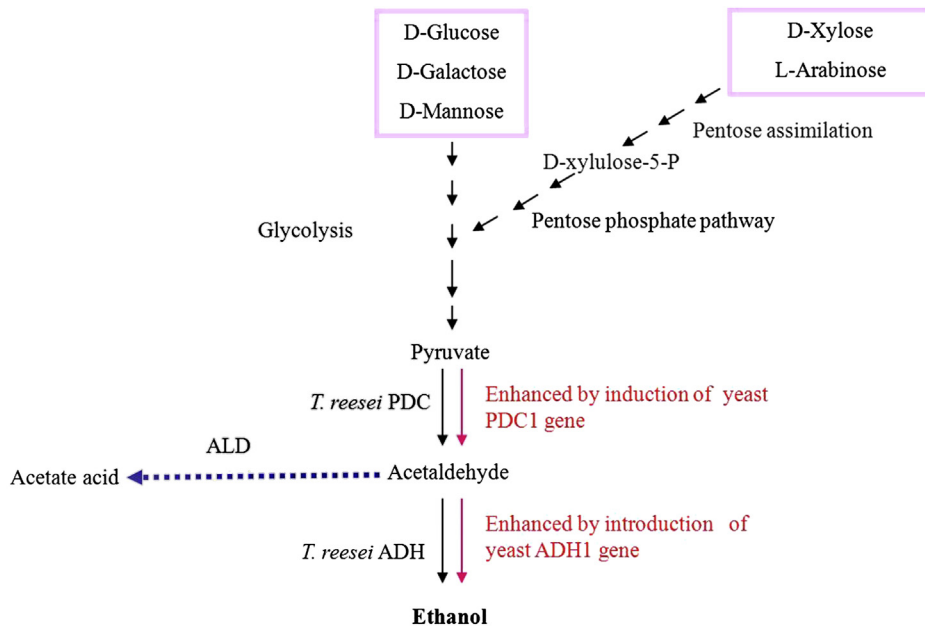 D-Glucose
D-Galactose
D-Mannose
D-Xylose
L-Arabinose
Pentose assimilation
D-xylulose-5-P
Pentose phosphate pathway
Glycolysis
Pyruvate
T. reesei PDC
Enhanced by induction of yeast
PDC1 gene
ALD
Acetate acid
Acetaldehyde
T. reesei ADH
Enhanced by introduction of
yeast ADH1 gene
Ethanol